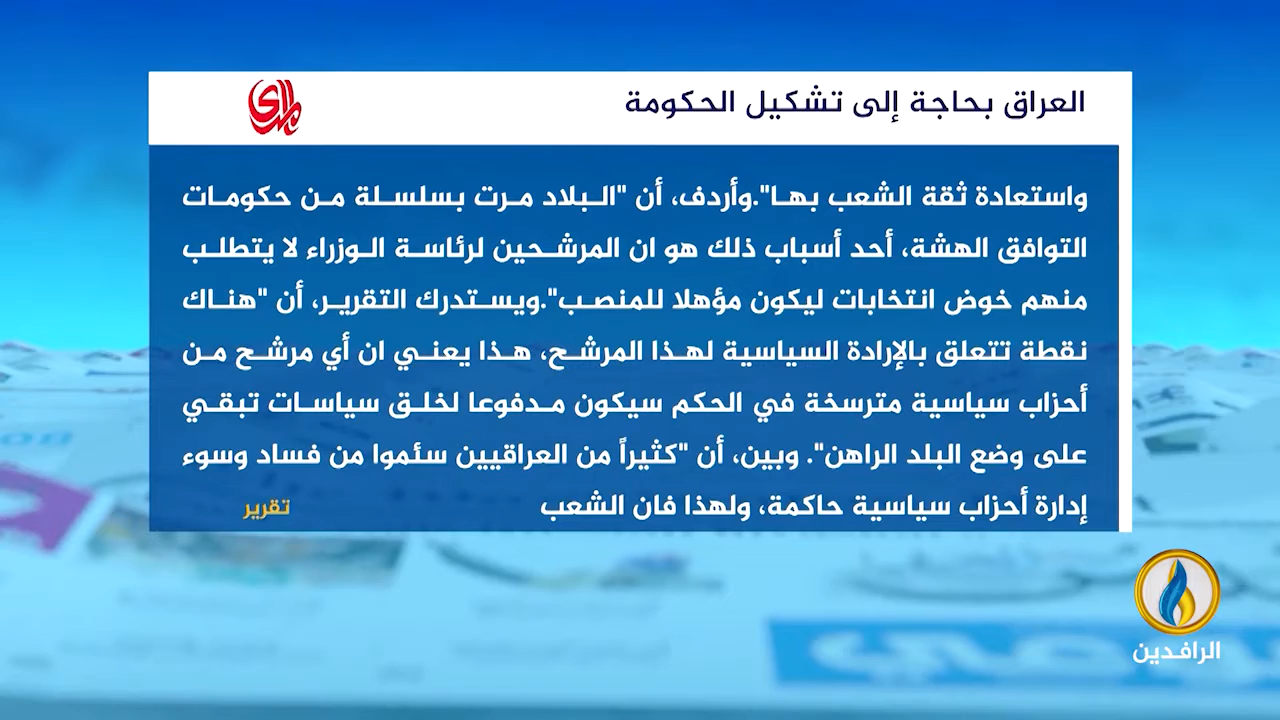 العراق بحاجة إلى تشكيل الحكومة
المدى
واستعادة ثقة الشعب بها".وأردف، أن "البلاد مرت بسلسلة من حكومات
التوافق الهشة، أحد أسباب ذلك هو ان المرشحين لرئاسة الوزراء لا يتطلب
منهم خوض انتخابات ليكون مؤهلا للمنصب".ويستدرك التقرير، أن "هناك
نقطة تتعلق بالإرادة السياسية لهذا المرشح، هذا يعني ان أي مرشح من
أحزاب سياسية مترسخة في الحكم سيكون مدفوعا لخلق سياسات تبقي
على وضع البلد الراهن". وبين، أن "كثيراً من العراقيين سئموا من فساد وسوء
إدارة أحزاب سياسية حاكمة، ولهذا فان الشعب
تقرير
الرافدين